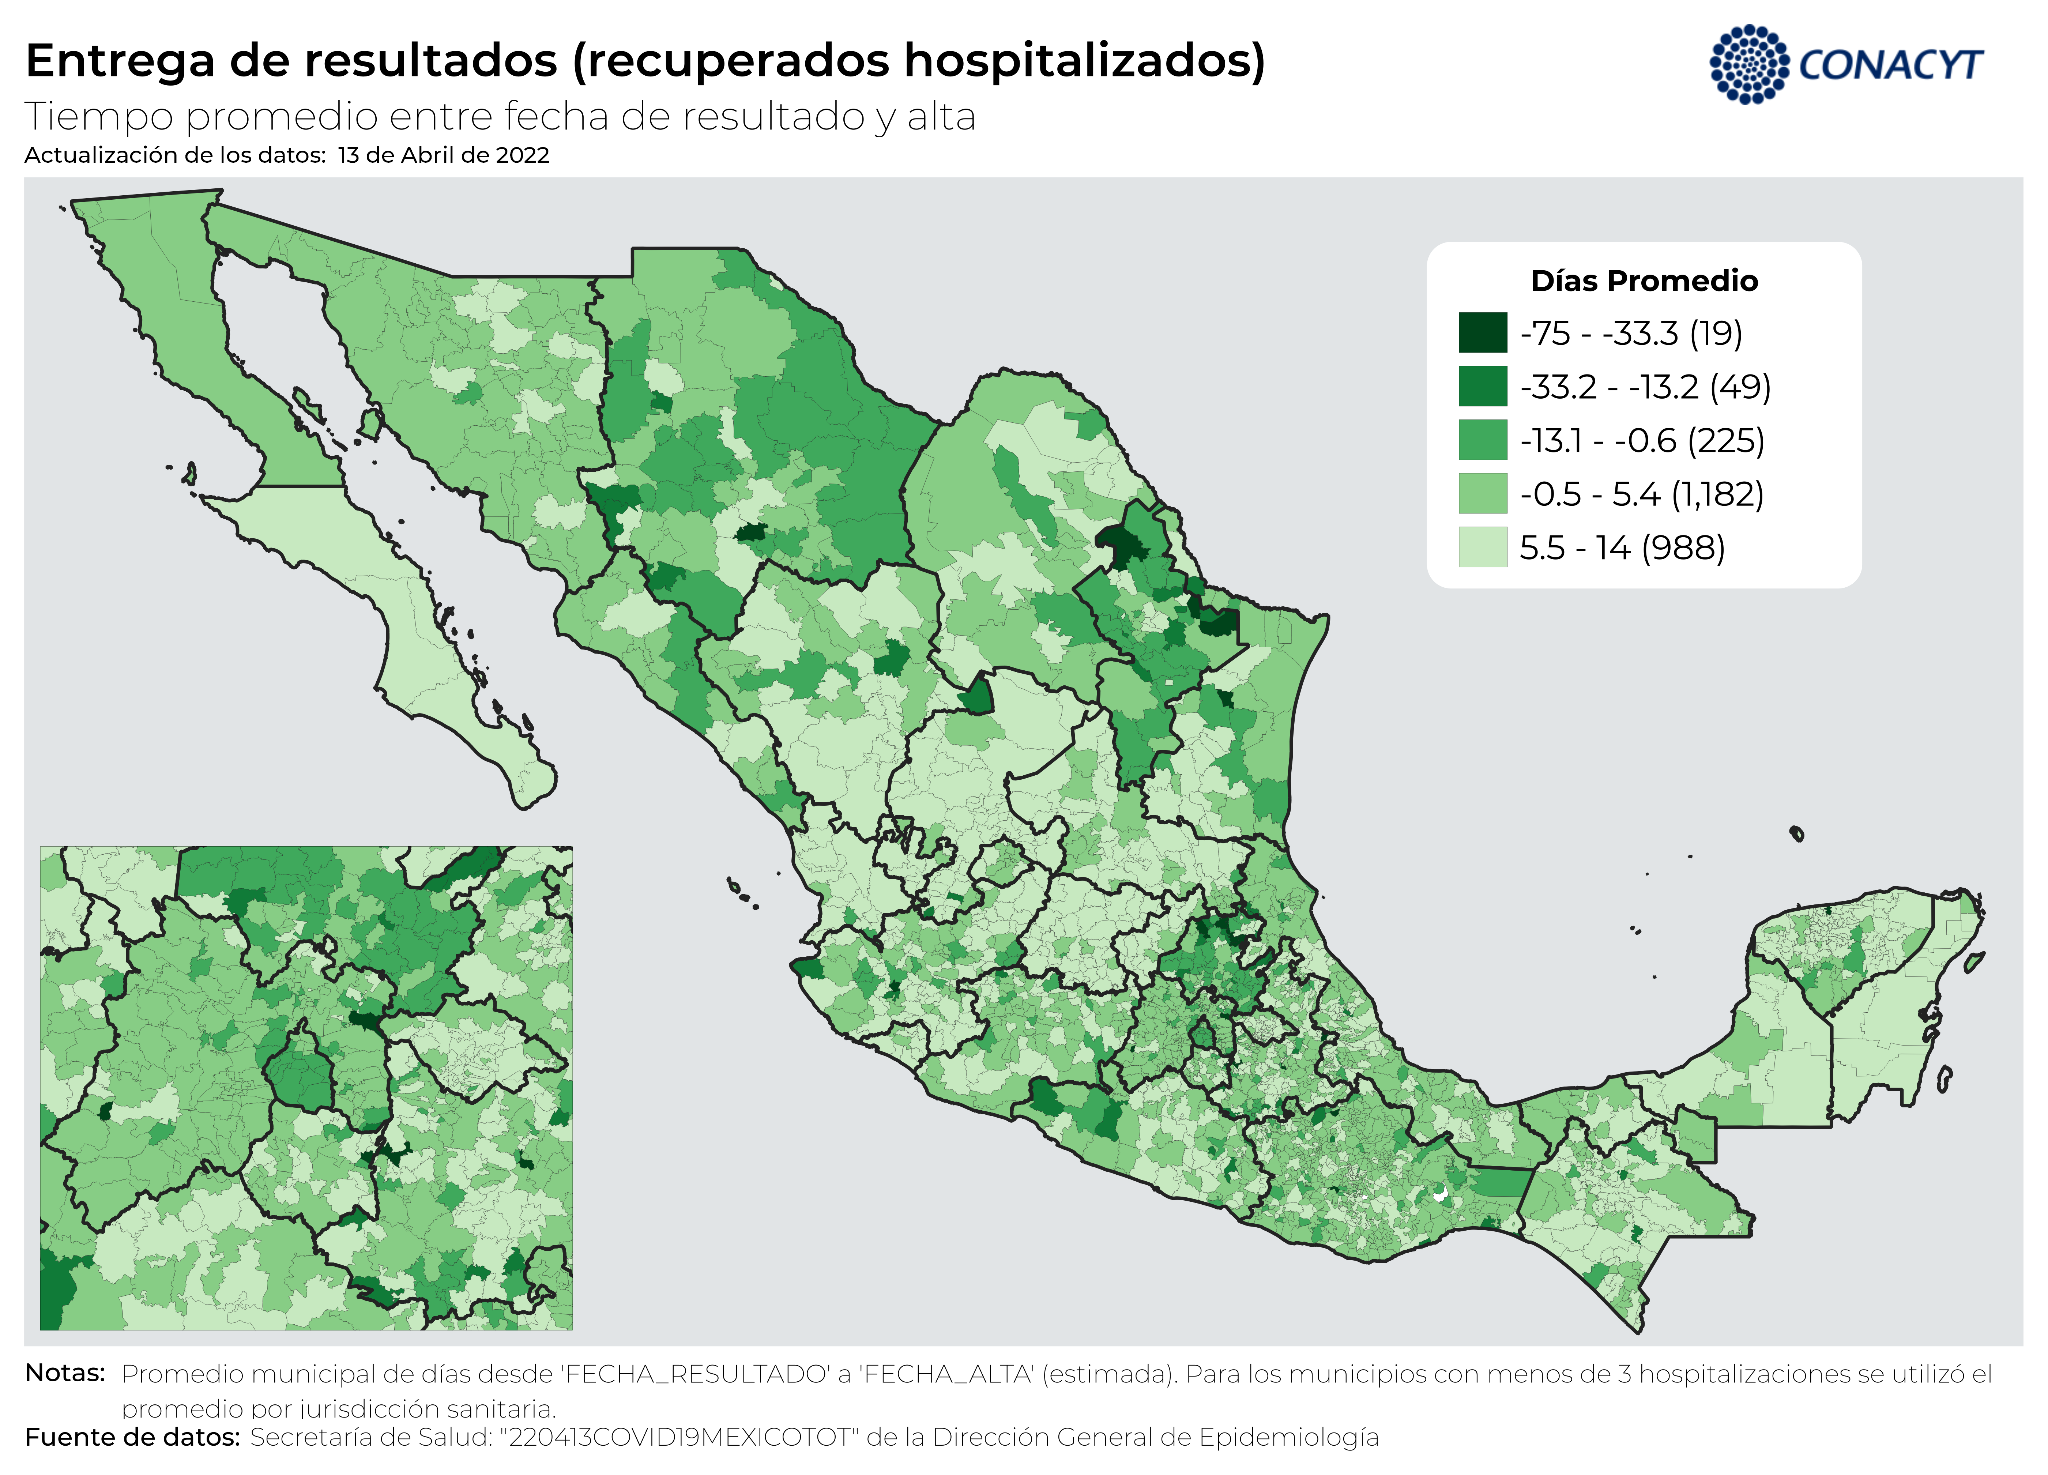 Entrega de resultados (recuperados hospitalizados)
CONACYT
Tiempo promedio entre fecha de resultado y alta
Actualización de los datos: 13 de Abril de 2022
Días Promedio
-75 - -33.3 (19)
-33.2 - -13.2 (49)
-13.1 - -0.6 (225)
-0.5 - 5.4 (1,182)
5.5 - 14 (988)
Notas: Promedio municipal de días desde 'FECHA_RESULTADO' a 'FECHA_ALTA' (estimada). Para los municipios con menos de 3 hospitalizaciones se utilizó el
promedio por jurisdicción sanitaria.
Fuente de datos: Secretaría de Salud: "220413COVID19MEXICOTOT" de la Dirección General de Epidemiología